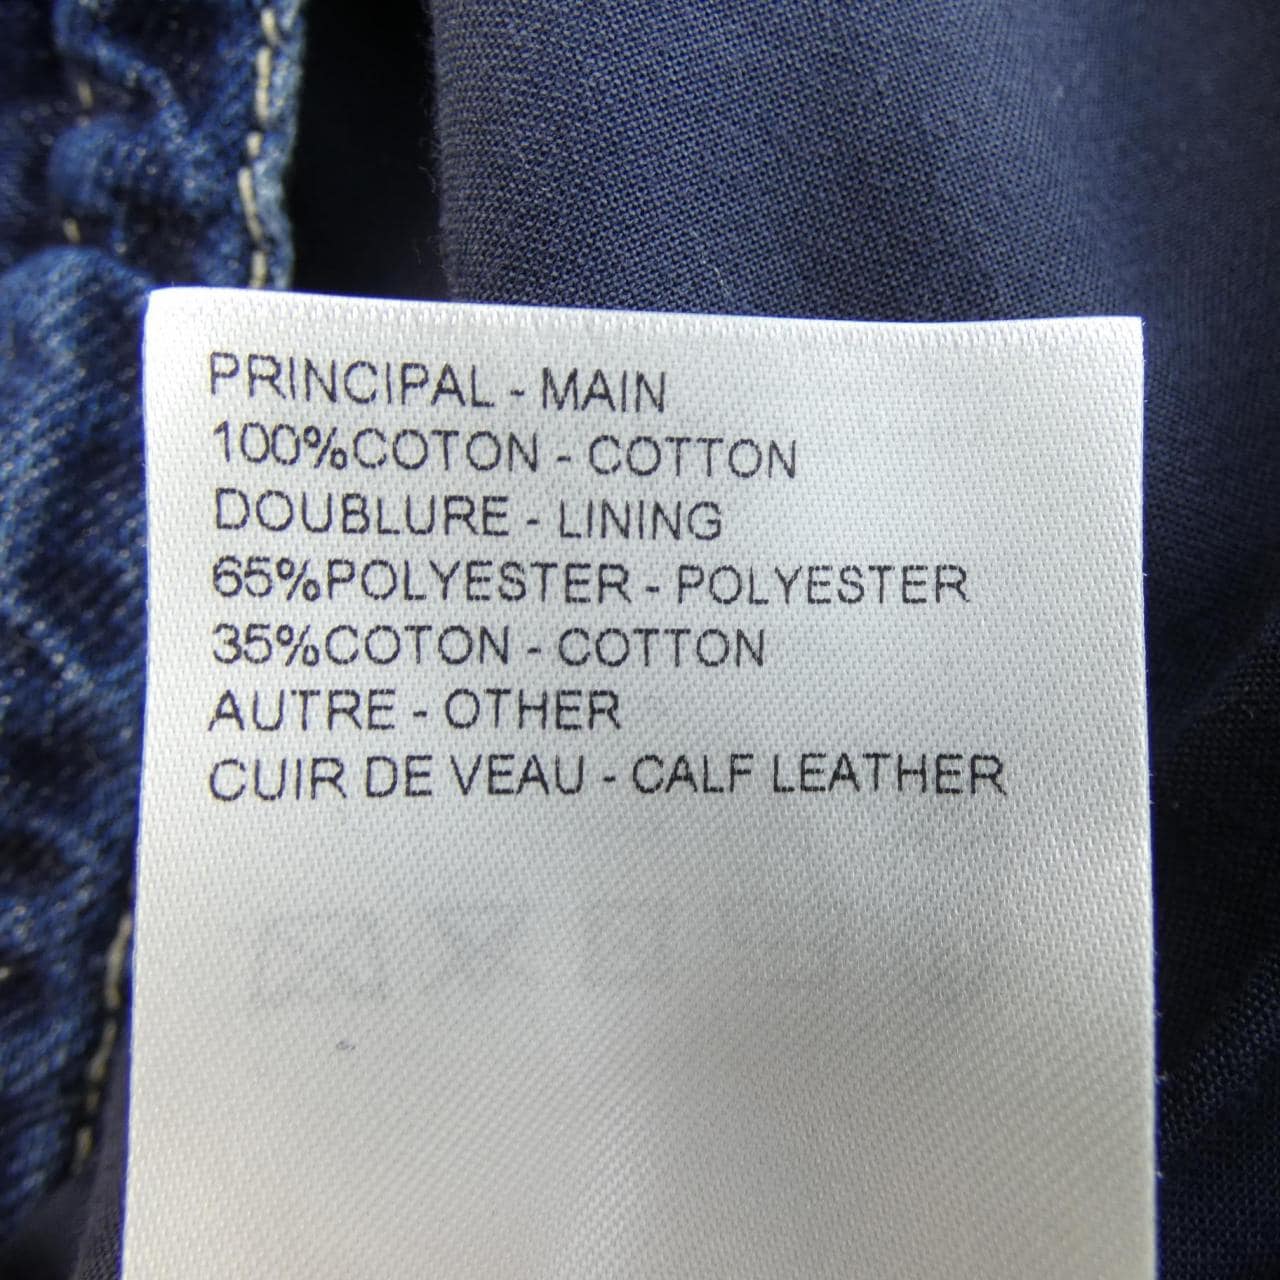 PRINCIPAL - MAIN
100%COTON - COTTON
DOUBLURE - LINING
65%POLYESTER - POLYESTER
35%COTON - COTTON
AUTRE - OTHER
CUIR DE VEAU - CALF LEATHER